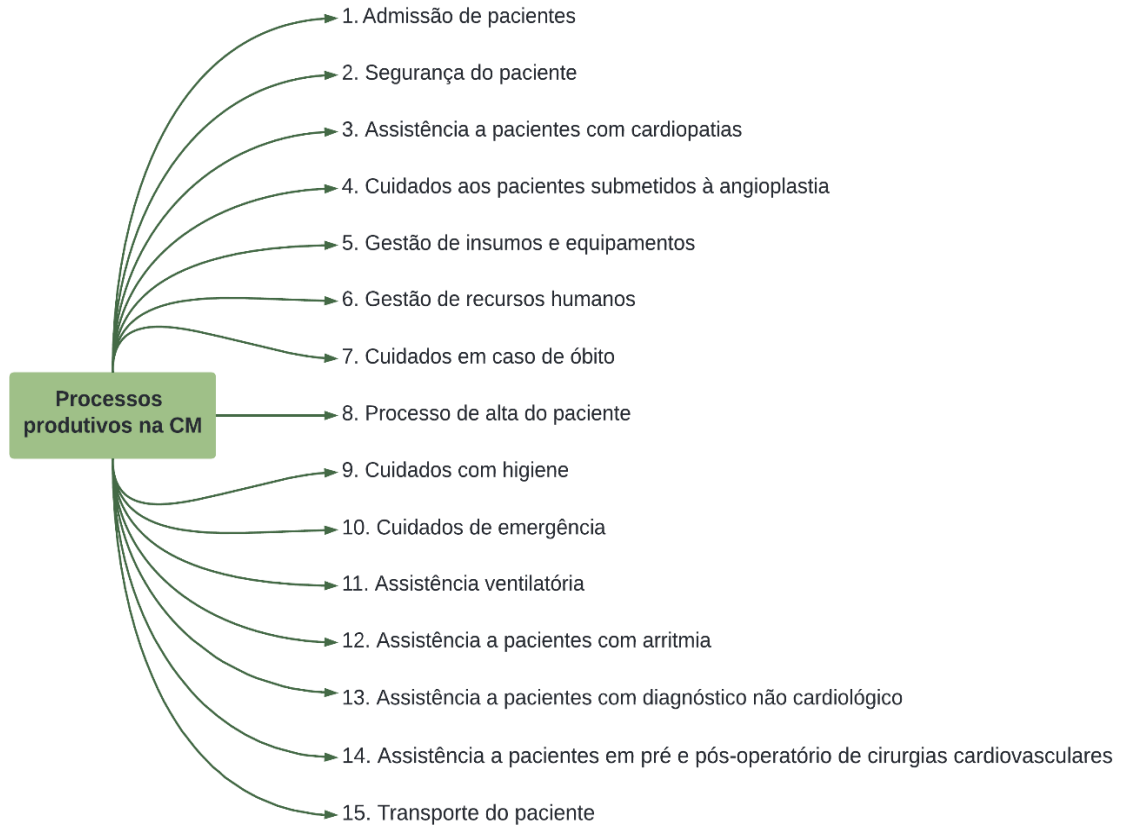 1. Admissão de pacientes
2. Segurança do paciente
3. Assistência a pacientes com cardiopatias
4. Cuidados aos pacientes submetidos à angioplastia
5. Gestão de insumos e equipamentos
6. Gestão de recursos humanos
7. Cuidados em caso de óbito
Processos
produtivos na CM
8. Processo de alta do paciente
9. Cuidados com higiene
10. Cuidados de emergência
11. Assistência ventilatória
12. Assistência a pacientes com arritmia
13. Assistência a pacientes com diagnóstico não cardiológico
14. Assistência a pacientes em pré e pós-operatório de cirurgias cardiovasculares
15. Transporte do paciente